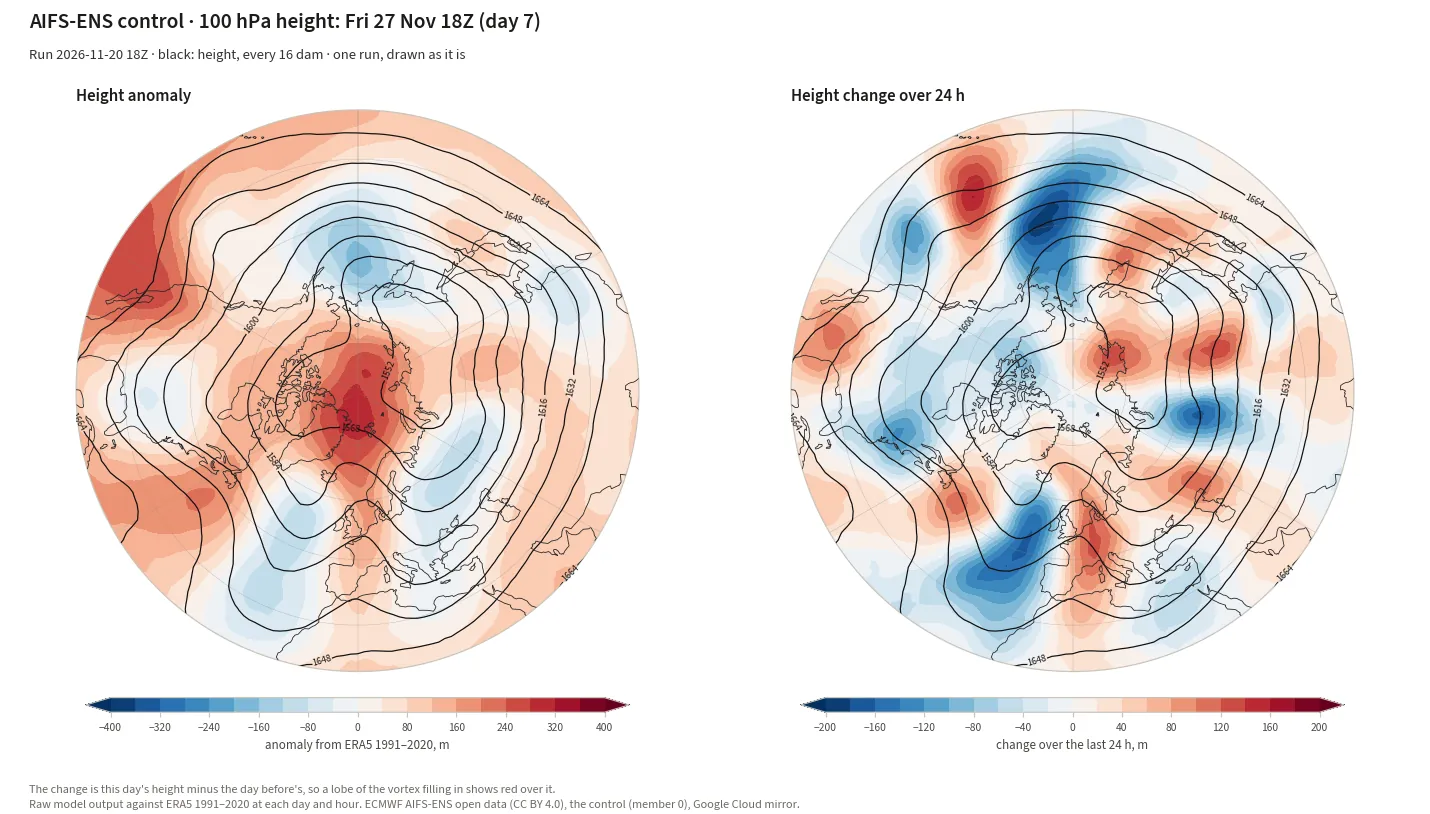 AIFS-ENS control · 100 hPa height: Fri 27 Nov 18Z (day 7)
Run 2026-11-20 18Z · black: height, every 16 dam · one run, drawn as it is
Height anomaly
Height change over 24 h
1664
1648
1600
1552
1632
1616
1568
1584
1664
1664
1648
1664
1648
1600
1552
1632
1616
1568
1584
1664
1664
1648
−400 −320 −240 −160 −80 0 80 160 240 320 400
anomaly from ERA5 1991–2020, m
−200 −160 −120 −80 −40 0 40 80 120 160 200
change over the last 24 h, m
The change is this day's height minus the day before's, so a lobe of the vortex filling in shows red over it.
Raw model output against ERA5 1991–2020 at each day and hour. ECMWF AIFS-ENS open data (CC BY 4.0), the control (member 0), Google Cloud mirror.